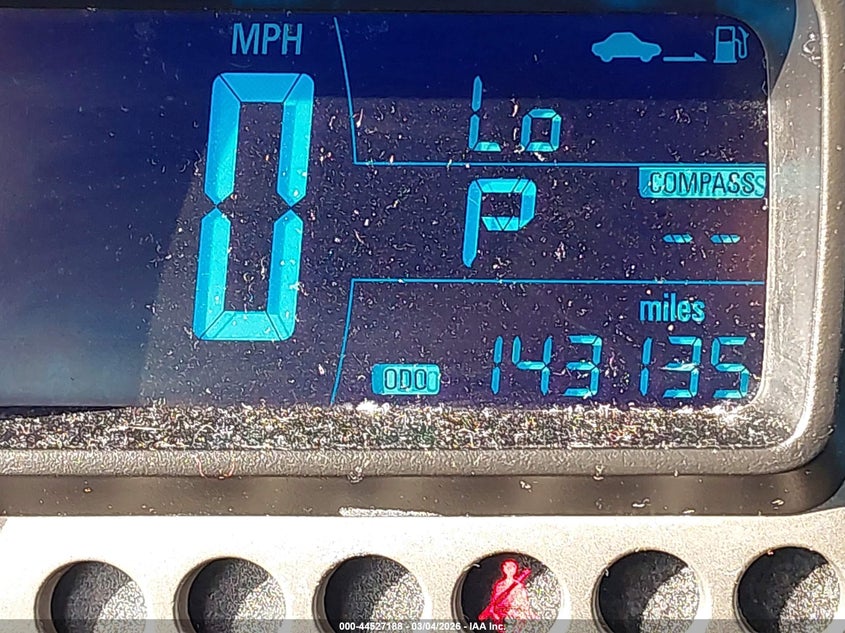 MPH
0
Lo
COMPASS
P
--
miles
ODO
143135
000-44527188 - 03/04/2026 - IAA Inc.